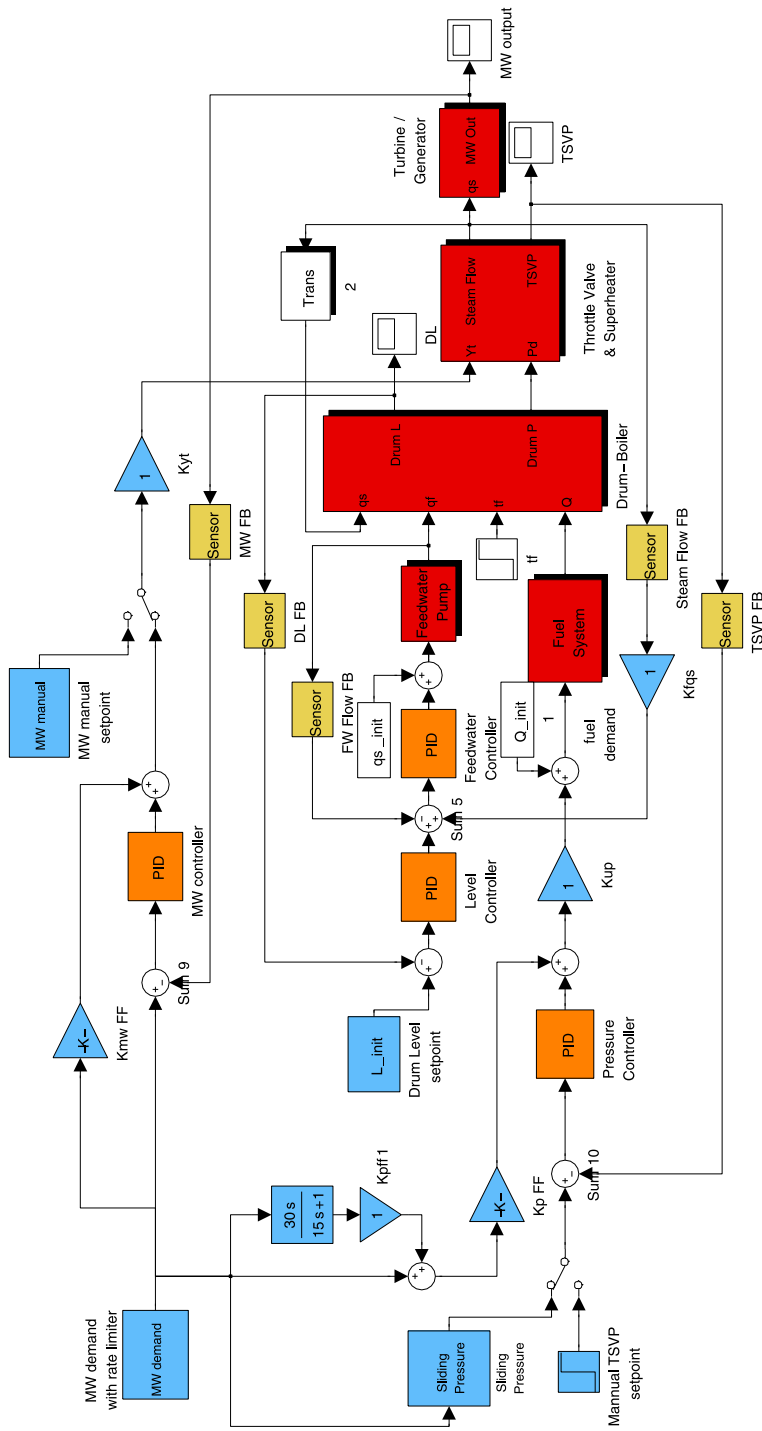 MW demand
with rate limiter
MW demand
-K-
Kmw FF
+
-
Sum 9
PID
MW controller
+
+
MW manual
MW manual
setpoint
1
Kyt
Sensor
MW FB
MW output
Turbine /
Generator
qs
MW Out
TSVP
Trans
2
DL
Yt
Steam Flow
Pd
TSVP
Throttle Valve
& Superheater
qs
qf
tf
Q
Drum L
Drum P
Drum-Boiler
tf
Sensor
DL FB
Sensor
FW Flow FB
qs_init
Feedwater
Pump
+
+
PID
Feedwater Controller
-
+
+
Sum 5
PID
Level
Controller
-
+
L_init
Drum Level
setpoint
30 s
15 s+1
1
Kpff1
+
+
-K-
Kp FF
Sliding
Pressure
Sliding
Pressure
Mannual TSVP
setpoint
+
-
Sum 10
PID
Pressure
Controller
+
+
1
Kup
+
+
Q_init
1
fuel
demand
Fuel
System
Sensor
Steam Flow FB
1
Kfqs
Sensor
TSVP FB